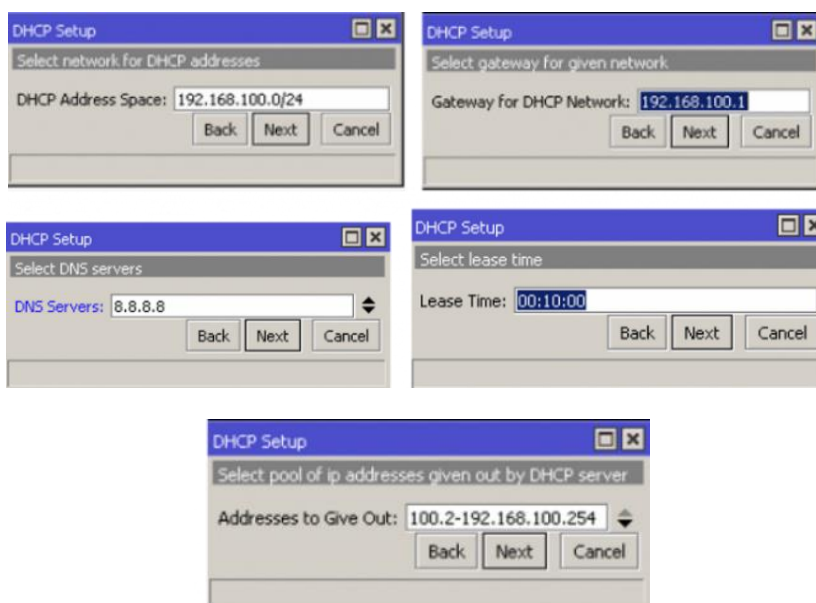 DHCP Setup
Select network for DHCP addresses
DHCP Address Space: 192.168.100.0/24
Back Next Cancel
DHCP Setup
Select gateway for given network
Gateway for DHCP Network: 192.168.100.1
Back Next Cancel
DHCP Setup
Select DNS servers
DNS Servers: 8.8.8.8
Back Next Cancel
DHCP Setup
Select lease time
Lease Time: 00:10:00
Back Next Cancel
DHCP Setup
Select pool of ip addresses given out by DHCP server
Addresses to Give Out: 100.2-192.168.100.254
Back Next Cancel